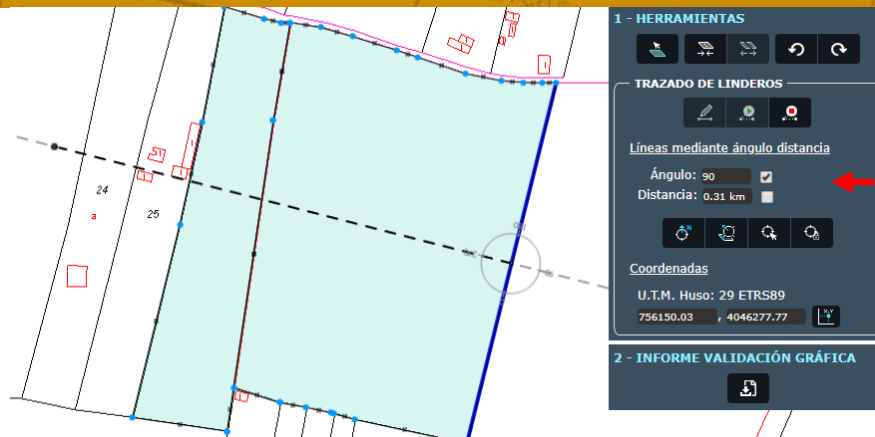 1 - HERRAMIENTAS
TRAZADO DE LINDEROS
Líneas mediante ángulo distancia
Ángulo: 90
Distancia: 0.31 km
Coordenadas
U.T.M. Huso: 29 ETRS89
756150.03 , 4046277.77
X,Y
2 - INFORME VALIDACIÓN GRÁFICA
24
a
25
90